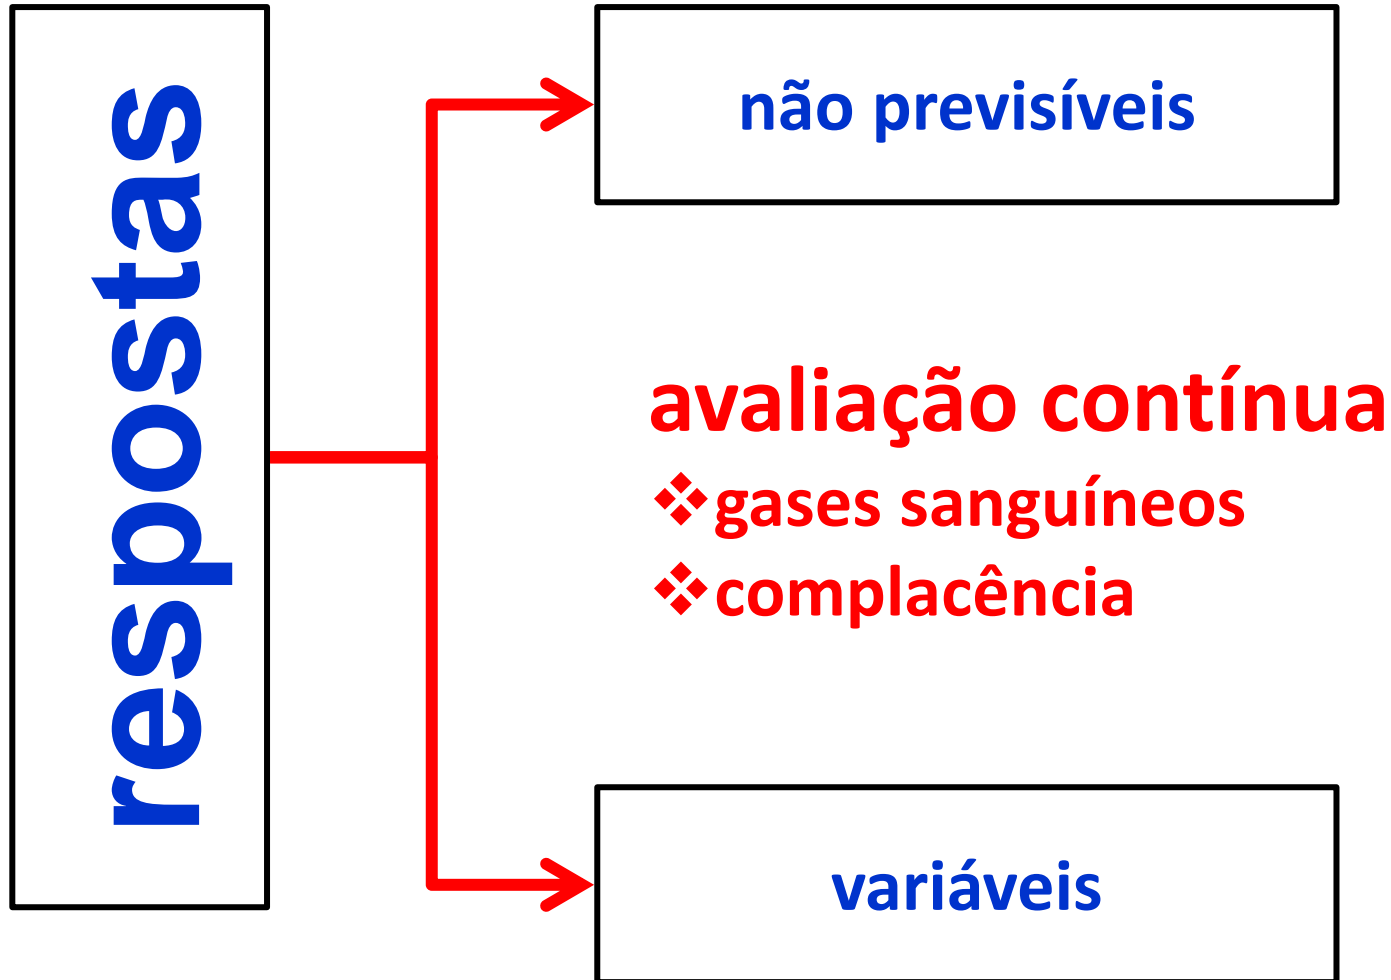 respostas
não previsíveis
avaliação contínua
❖gases sanguíneos
❖complacência
variáveis